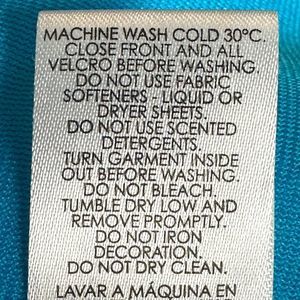 MACHINE WASH COLD 30°C.
CLOSE FRONT AND ALL
VELCRO BEFORE WASHING.
DO NOT USE FABRIC
SOFTENERS - LIQUID OR
DRYER SHEETS.
DO NOT USE SCENTED
DETERGENTS.
TURN GARMENT INSIDE
OUT BEFORE WASHING.
DO NOT BLEACH.
TUMBLE DRY LOW AND
REMOVE PROMPTLY.
DO NOT IRON
DECORATION.
DO NOT DRY CLEAN.
LAVAR A MÁQUINA EN